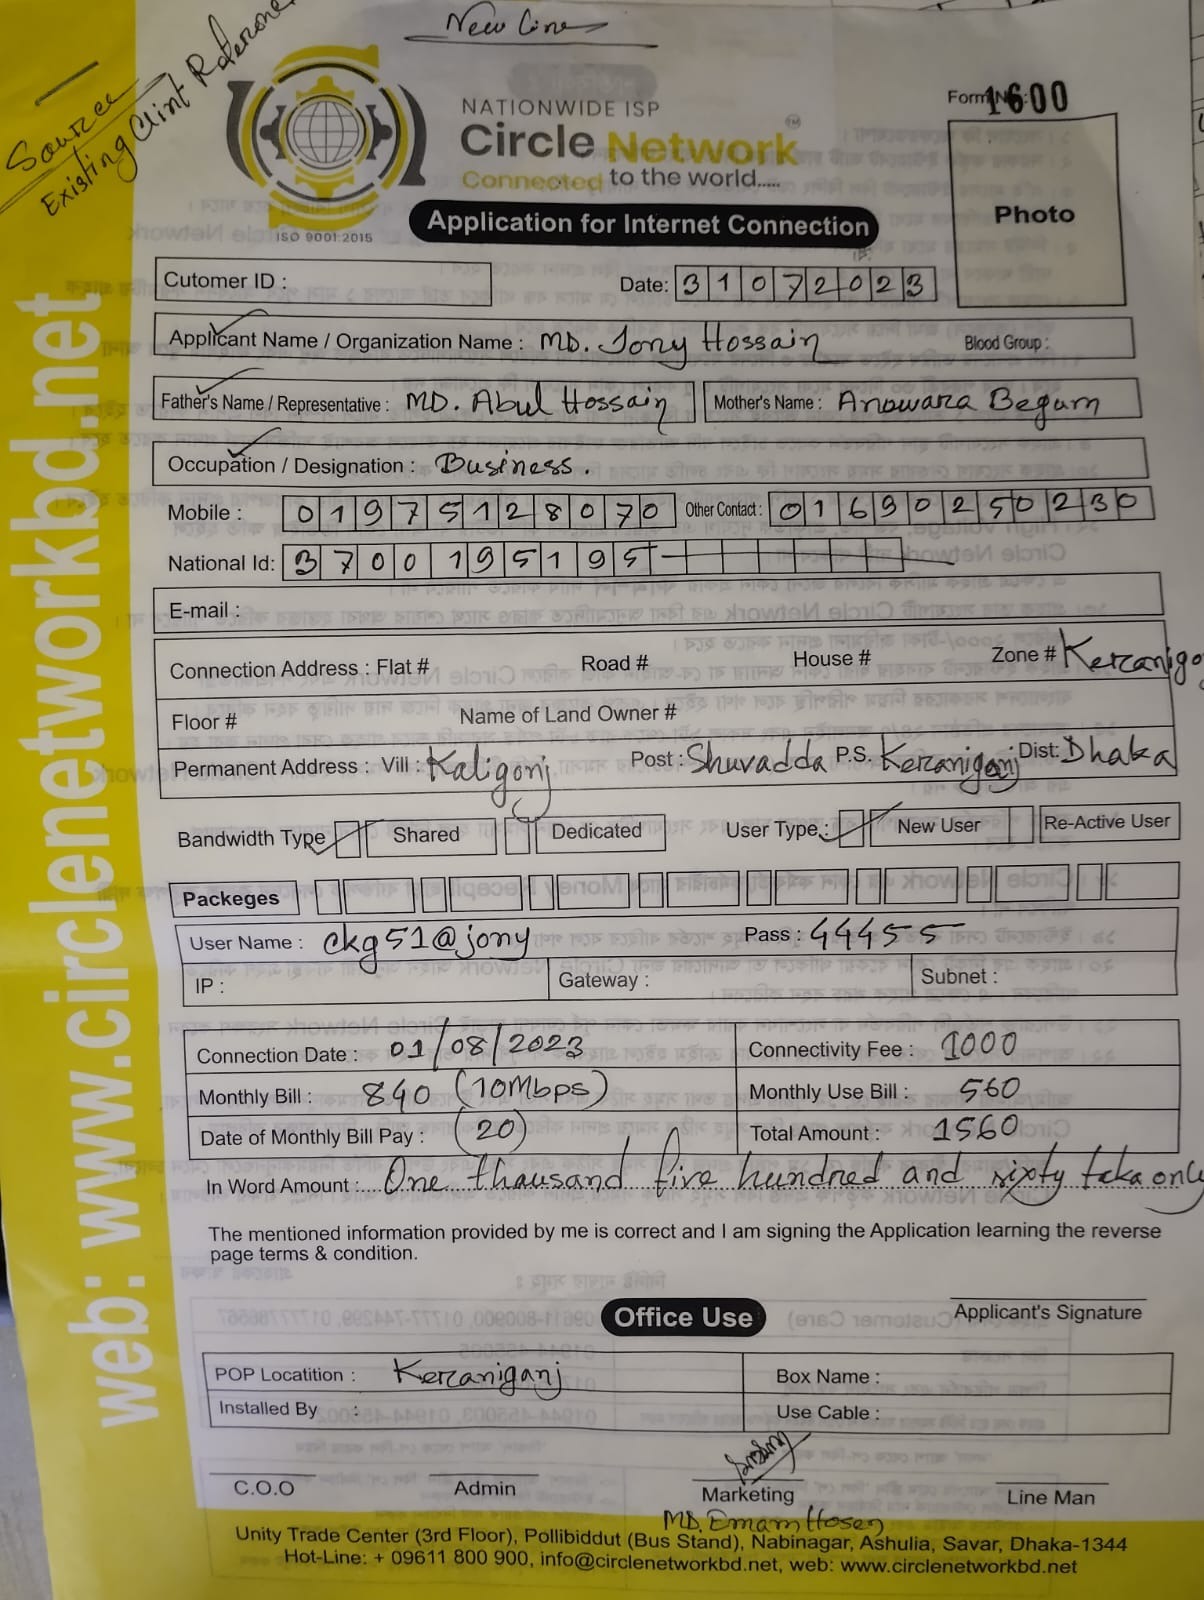 New Line
Source
Existing Clint Reference
NATIONWIDE ISP
Circle Network
Connected to the world.....
ISO 9001:2015
Form No: 1600
Photo
Application for Internet Connection
Cutomer ID :
Date: 31072023
Applicant Name / Organization Name : MD. Jony Hossain Blood Group :
Father's Name / Representative : MD. Abul Hossain Mother's Name : Anowara Begum
Occupation / Designation : Business.
Mobile : 01975128070 Other Contact : 01690250230
National Id: 3700195195
E-mail :
Connection Address : Flat # Road # House # Zone # Keranigo
Floor # Name of Land Owner #
Permanent Address : Vill : Kaligonj Post : Shuvadda P.S. Keraniganj Dist: Dhaka
Bandwidth Type : Shared Dedicated User Type : New User Re-Active User
Packeges
User Name : ckg51@jony Pass : 44455
IP : Gateway : Subnet :
Connection Date : 01/08/2023 Connectivity Fee : 1000
Monthly Bill : 840 (10Mbps) Monthly Use Bill : 560
Date of Monthly Bill Pay : (20) Total Amount : 1560
In Word Amount : One thousand five hundred and sixty taka only
The mentioned information provided by me is correct and I am signing the Application learning the reverse
page terms & condition.
Applicant's Signature
Office Use
POP Locatition : Keraniganj Box Name :
Installed By : Use Cable :
C.O.O Admin Marketing Line Man
MD. Emam Hosen
Unity Trade Center (3rd Floor), Pollibiddut (Bus Stand), Nabinagar, Ashulia, Savar, Dhaka-1344
Hot-Line: + 09611 800 900, info@circlenetworkbd.net, web: www.circlenetworkbd.net
web: www.circlenetworkbd.net